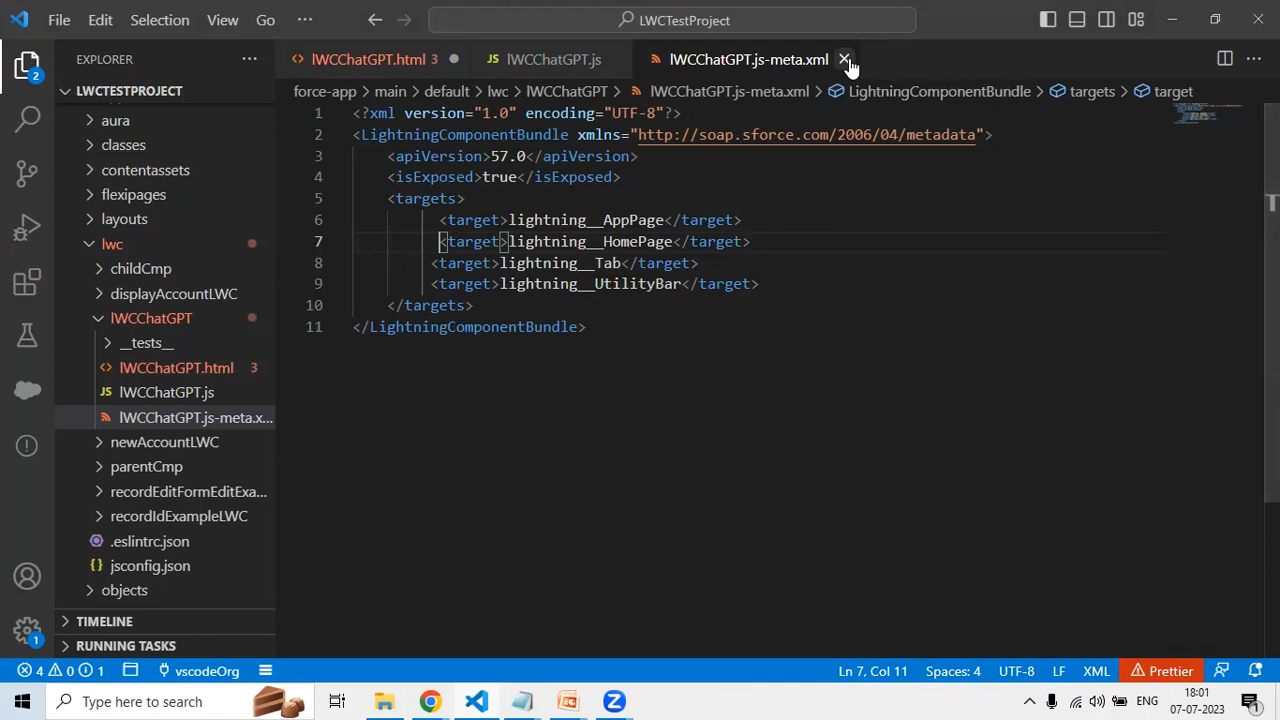 File Edit Selection View Go ··· LWCTestProject
EXPLORER ···
LWCTESTPROJECT
aura
classes
contentassets
flexipages
layouts
lwc
childCmp
displayAccountLWC
lWCChatGPT
__tests__
lWCChatGPT.html 3
lWCChatGPT.js
lWCChatGPT.js-meta.x...
newAccountLWC
parentCmp
recordEditFormEditExa...
recordIdExampleLWC
.eslintrc.json
jsconfig.json
objects
TIMELINE
RUNNING TASKS
2
1
lWCChatGPT.html 3 JS lWCChatGPT.js lWCChatGPT.js-meta.xml
force-app > main > default > lwc > lWCChatGPT > lWCChatGPT.js-meta.xml > LightningComponentBundle > targets > target
1 <?xml version="1.0" encoding="UTF-8"?>
2 <LightningComponentBundle xmlns="http://soap.sforce.com/2006/04/metadata">
3 <apiVersion>57.0</apiVersion>
4 <isExposed>true</isExposed>
5 <targets>
6 <target>lightning__AppPage</target>
7 <target>lightning__HomePage</target>
8 <target>lightning__Tab</target>
9 <target>lightning__UtilityBar</target>
10 </targets>
11 </LightningComponentBundle>
4 0 1 vscodeOrg Ln 7, Col 11 Spaces: 4 UTF-8 LF XML Prettier
Type here to search ENG 18:01
07-07-2023 1